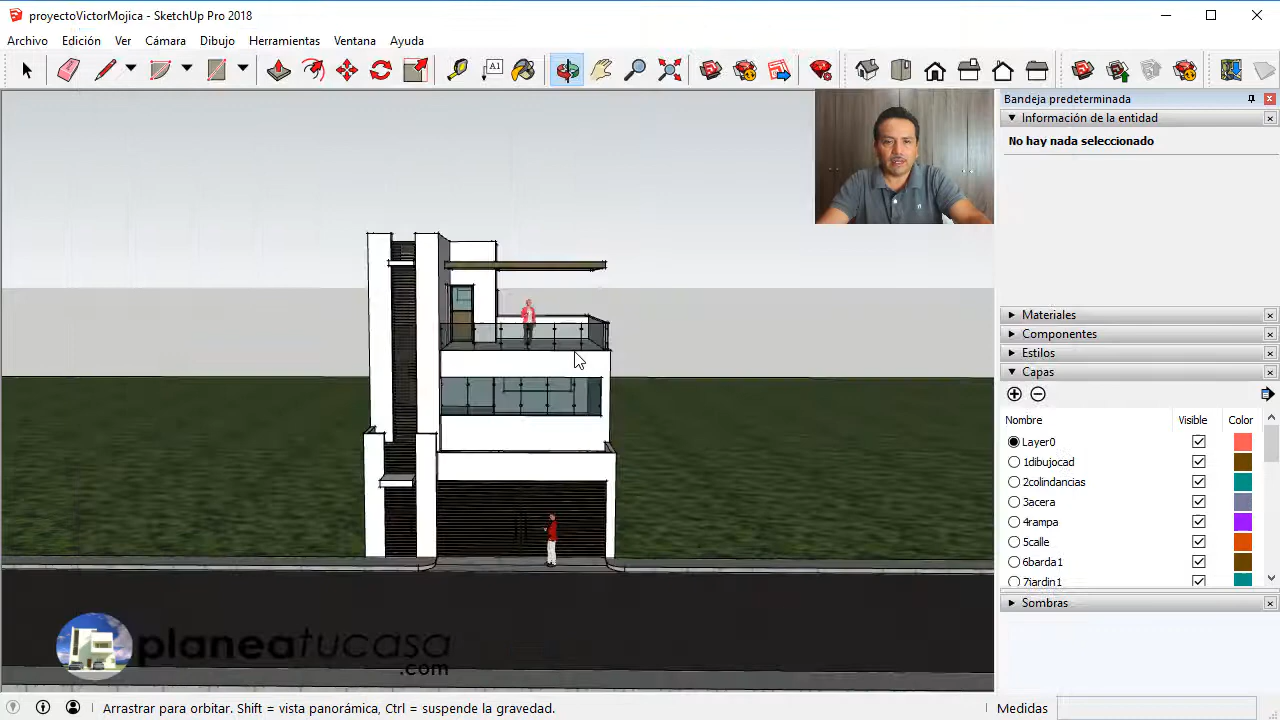 proyectoVictorMojica - SketchUp Pro 2018
Archivo Edición Ver Cámara Dibujo Herramientas Ventana Ayuda
A1
Bandeja predeterminada
Información de la entidad
No hay nada seleccionado
Materiales
Componentes
Estilos
Capas
Nombre Visible Color
Layer0
1dibujocad
2colindancias
3acera
4rampa
5calle
6barda1
7jardin1
Sombras
planeatucasa
.com
Arrastrar para orbitar. Shift = vista panorámica, Ctrl = suspende la gravedad.
Medidas